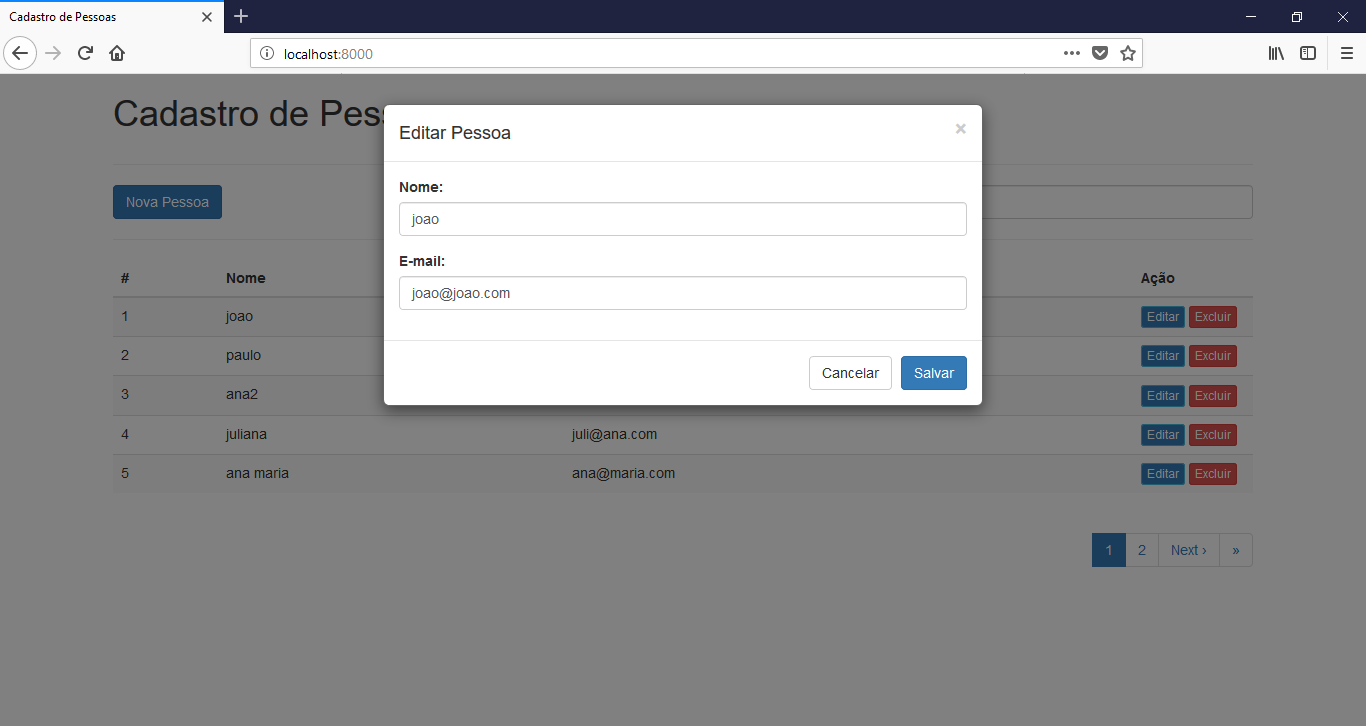 Cadastro de Pessoas
localhost:8000
Cadastro de Pes
Editar Pessoa
×
Nome:
joao
E-mail:
joao@joao.com
Cancelar Salvar
Nova Pessoa
# Nome Ação
1 joao Editar Excluir
2 paulo Editar Excluir
3 ana2 Editar Excluir
4 juliana juli@ana.com Editar Excluir
5 ana maria ana@maria.com Editar Excluir
1 2 Next › »